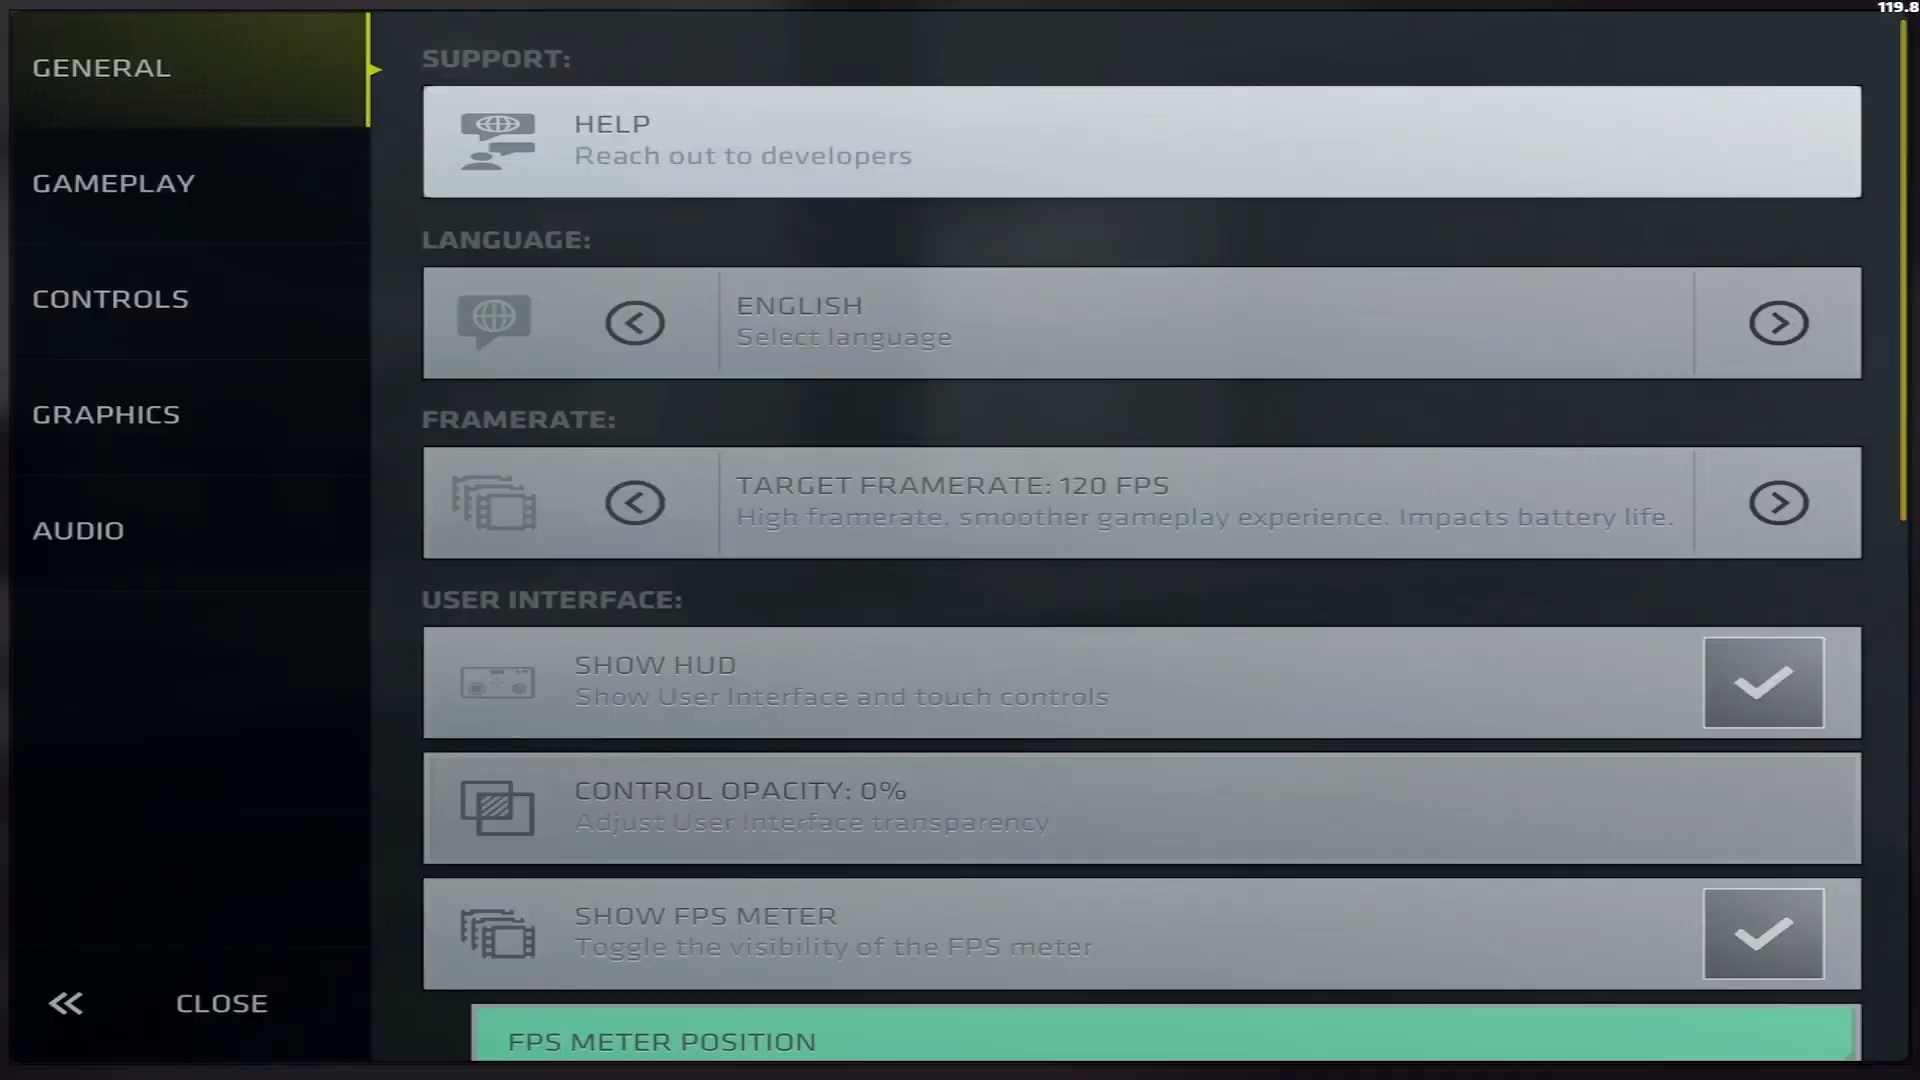 119.8
GENERAL
GAMEPLAY
CONTROLS
GRAPHICS
AUDIO
CLOSE
SUPPORT:
HELP
Reach out to developers
LANGUAGE:
ENGLISH
Select language
FRAMERATE:
TARGET FRAMERATE: 120 FPS
High framerate, smoother gameplay experience. Impacts battery life.
USER INTERFACE:
SHOW HUD
Show User Interface and touch controls
CONTROL OPACITY: 0%
Adjust User Interface transparency
SHOW FPS METER
Toggle the visibility of the FPS meter
FPS METER POSITION